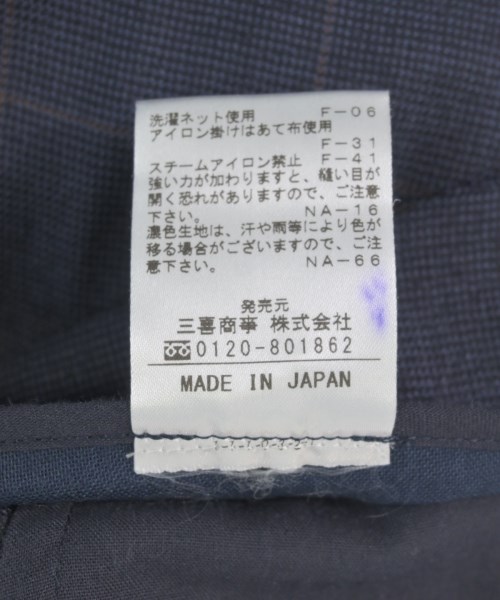 洗濯ネット使用 F-06
アイロン掛けはあて布使用
F-31
スチームアイロン禁止 F-41
強い力が加わりますと、縫い目が
開く恐れがありますので、ご注意
下さい。 NA-16
濃色生地は、汗や雨等により色が
移る場合がございますので、ご注
意下さい。 NA-66
発売元
三喜商事 株式会社
0120-801862
MADE IN JAPAN